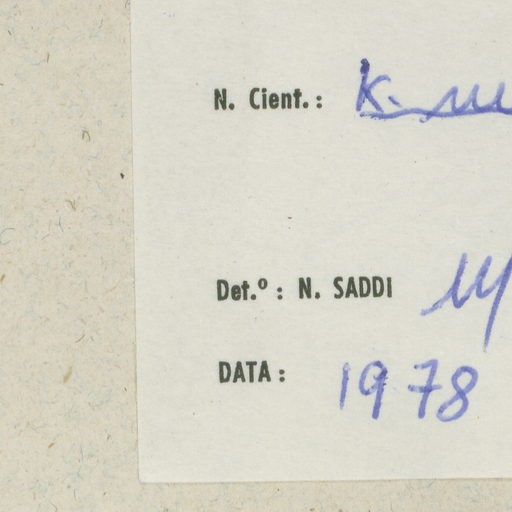 N. Cient.: K.
Det.º: N. SADDI
DATA: 1978